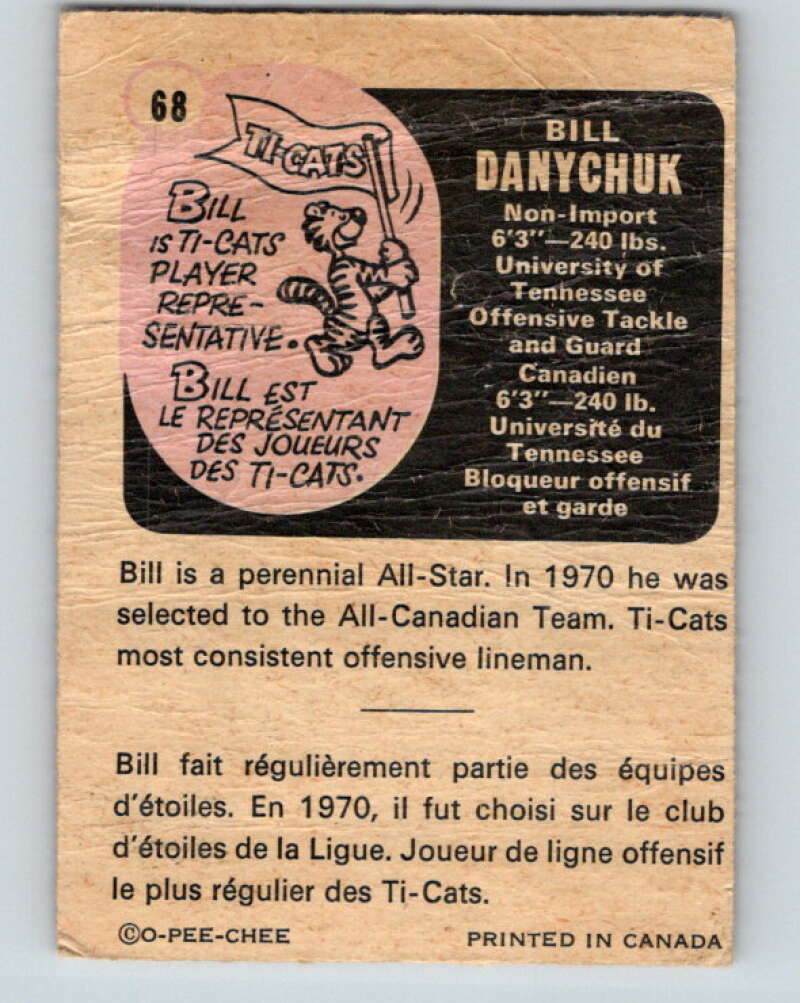 68
TI-CATS
BILL
IS TI-CATS
PLAYER
REPRE-
SENTATIVE.
BILL EST
LE REPRÉSENTANT
DES JOUEURS
DES TI-CATS.
BILL
DANYCHUK
Non-Import
6'3"—240 lbs.
University of
Tennessee
Offensive Tackle
and Guard
Canadien
6'3"—240 lb.
Université du
Tennessee
Bloqueur offensif
et garde
Bill is a perennial All-Star. In 1970 he was
selected to the All-Canadian Team. Ti-Cats
most consistent offensive lineman.
Bill fait régulièrement partie des équipes
d'étoiles. En 1970, il fut choisi sur le club
d'étoiles de la Ligue. Joueur de ligne offensif
le plus régulier des Ti-Cats.
©O-PEE-CHEE
PRINTED IN CANADA